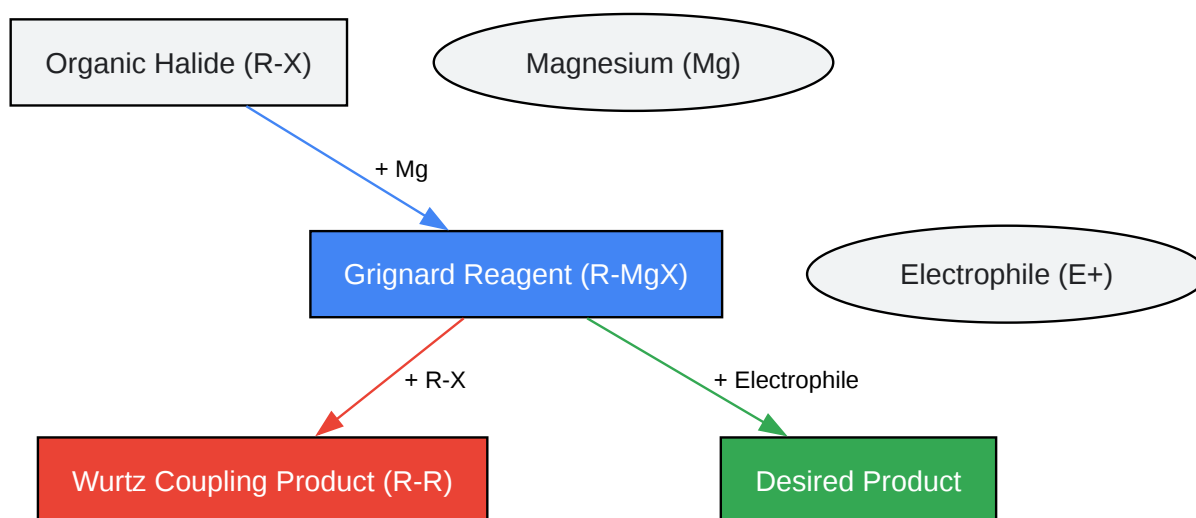 Organic Halide (R-X)
Magnesium (Mg)
+ Mg
Grignard Reagent (R-MgX)
Electrophile (E+)
+ R-X
+ Electrophile
Wurtz Coupling Product (R-R)
Desired Product